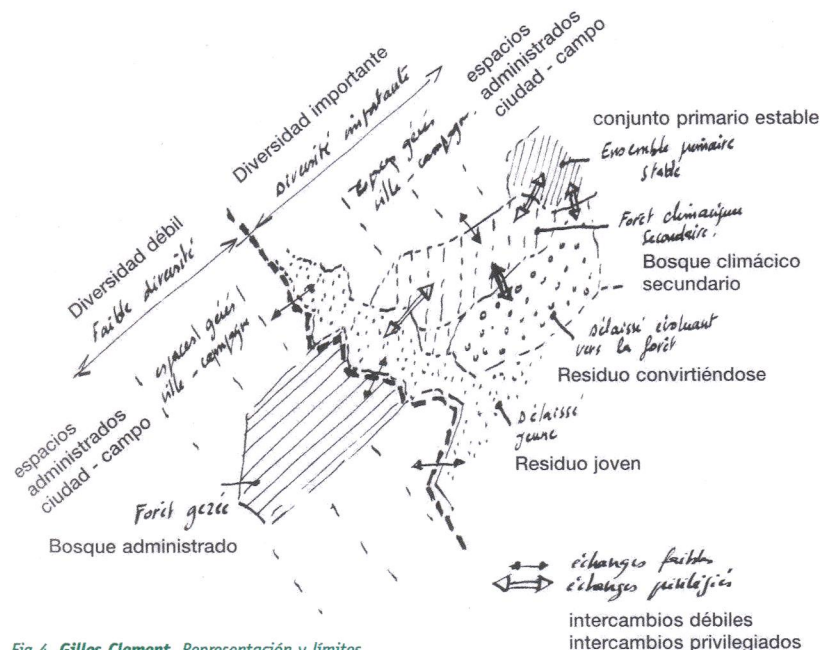 Diversidad débil
Faible diversité
Diversidad importante
Diversité importante
espacios
administrados
ciudad - campo
Espaces gérés
ville - campagne
conjunto primario estable
Ensemble primaire
stable
Forêt climacique
secondaire.
Bosque climácico
secundario
Délaissé évoluant
vers la forêt
Residuo convirtiéndose
Délaissé
jeune
Residuo joven
espaces gérés
ville - campagne
espacios
administrados
ciudad - campo
Forêt gérée
Bosque administrado
échanges faibles
échanges privilégiés
intercambios débiles
intercambios privilegiados
Fig 4. Gilles Clement. Representación y límites